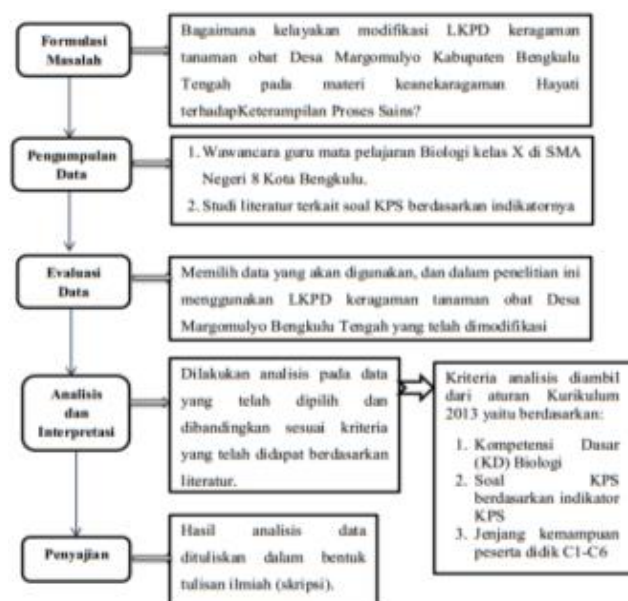 Formulasi
Masalah
Bagaimana kelayakan modifikasi LKPD keragaman
tanaman obat Desa Margomulyo Kabupaten Bengkulu
Tengah pada materi keanekaragaman Hayati
terhadapKeterampilan Proses Sains?
Pengumpulan
Data
1. Wawancara guru mata pelajaran Biologi kelas X di SMA
Negeri 8 Kota Bengkulu.
2. Studi literatur terkait soal KPS berdasarkan indikatornya
Evaluasi
Data
Memilih data yang akan digunakan, dan dalam penelitian ini
menggunakan LKPD keragaman tanaman obat Desa
Margomulyo Bengkulu Tengah yang telah dimodifikasi
Analisis
dan
Interpretasi
Dilakukan analisis pada data
yang telah dipilih dan
dibandingkan sesuai kriteria
yang telah didapat berdasarkan
literatur.
Kriteria analisis diambil
dari aturan Kurikulum
2013 yaitu berdasarkan:
1. Kompetensi Dasar
(KD) Biologi
2. Soal KPS
berdasarkan indikator
KPS
3. Jenjang kemampuan
peserta didik C1-C6
Penyajian
Hasil analisis data
dituliskan dalam bentuk
tulisan ilmiah (skripsi).